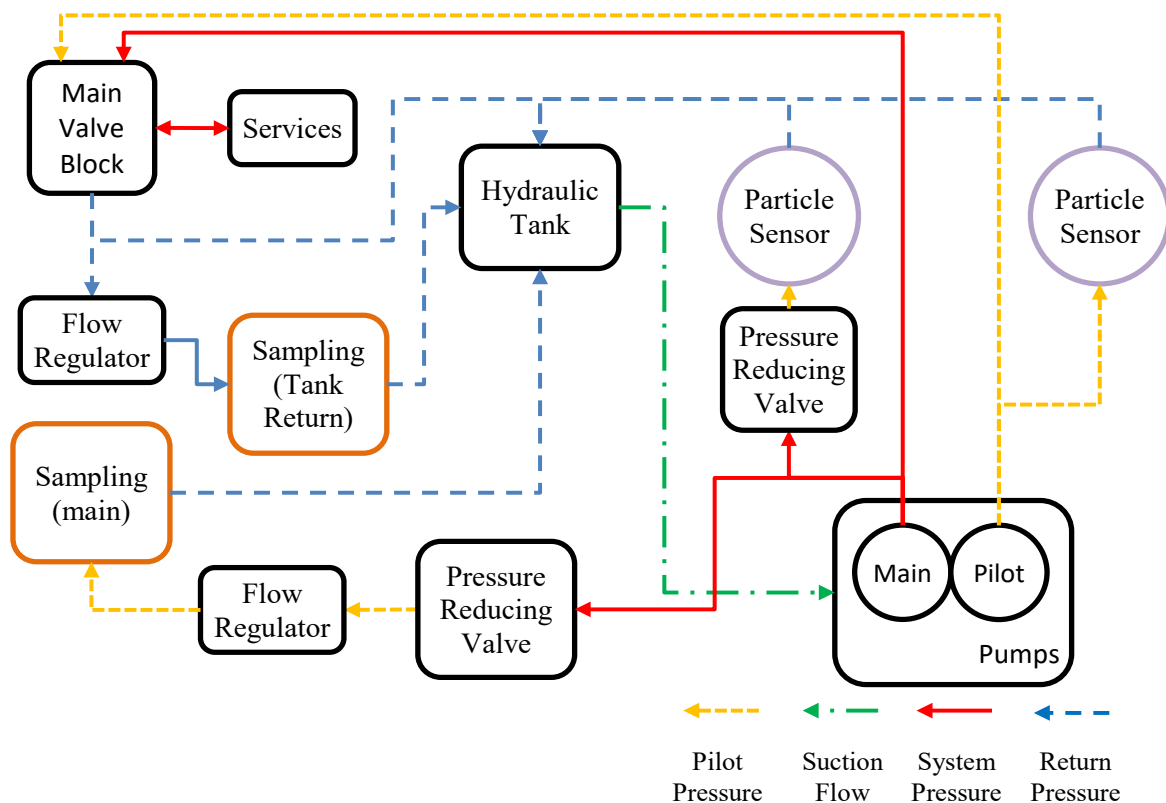 Main
Valve
Block
Services
Hydraulic
Tank
Particle
Sensor
Particle
Sensor
Flow
Regulator
Sampling
(Tank
Return)
Pressure
Reducing
Valve
Sampling
(main)
Flow
Regulator
Pressure
Reducing
Valve
Main
Pilot
Pumps
Pilot
Pressure
Suction
Flow
System
Pressure
Return
Pressure